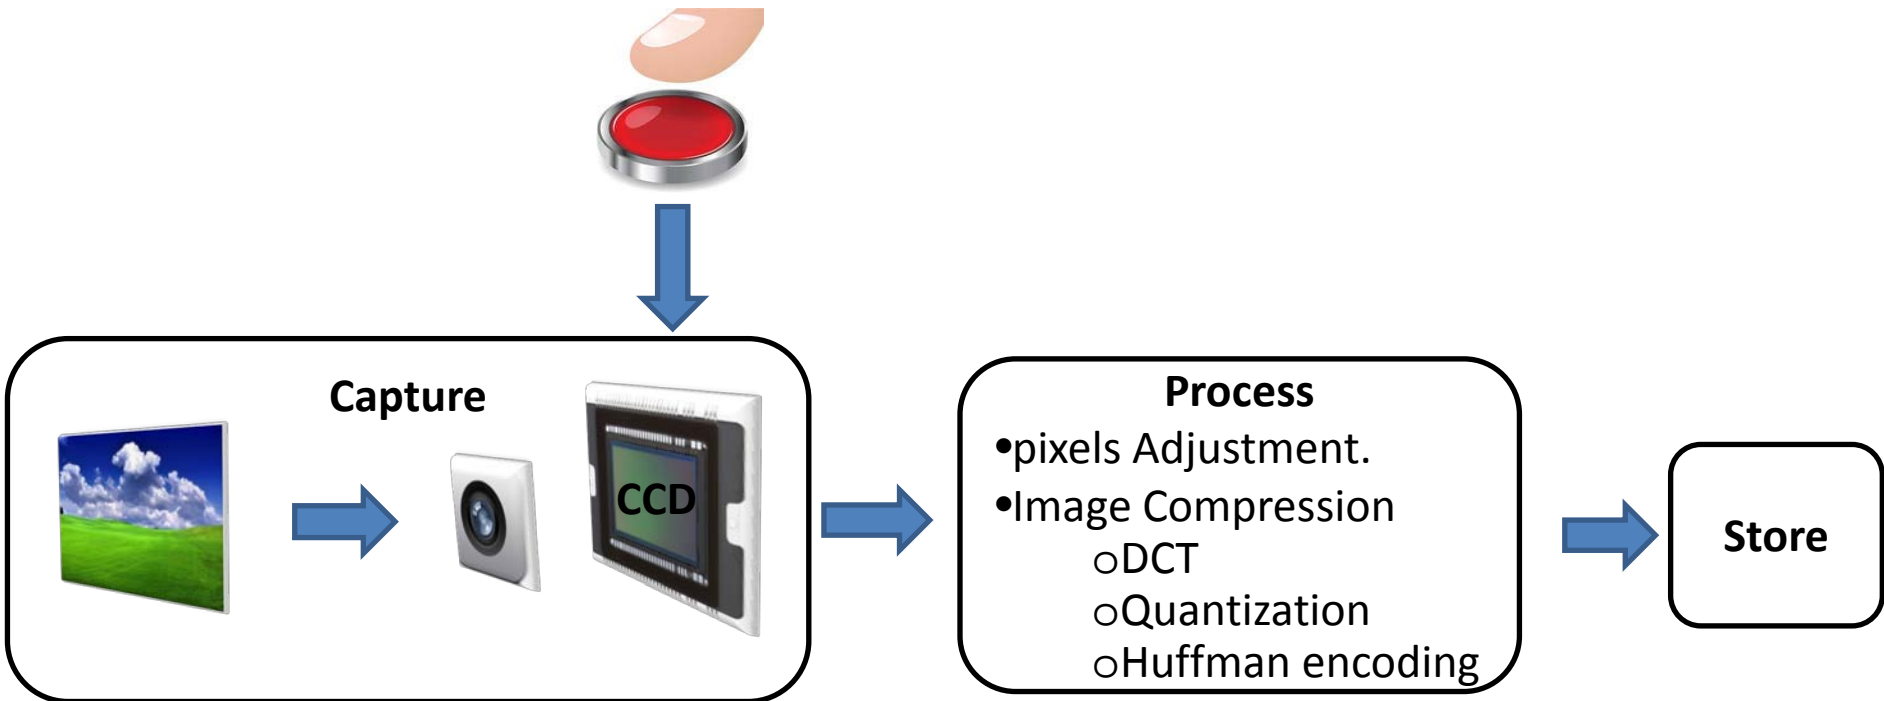 Capture
CCD
Process
•pixels Adjustment.
•Image Compression
oDCT
oQuantization
oHuffman encoding
Store